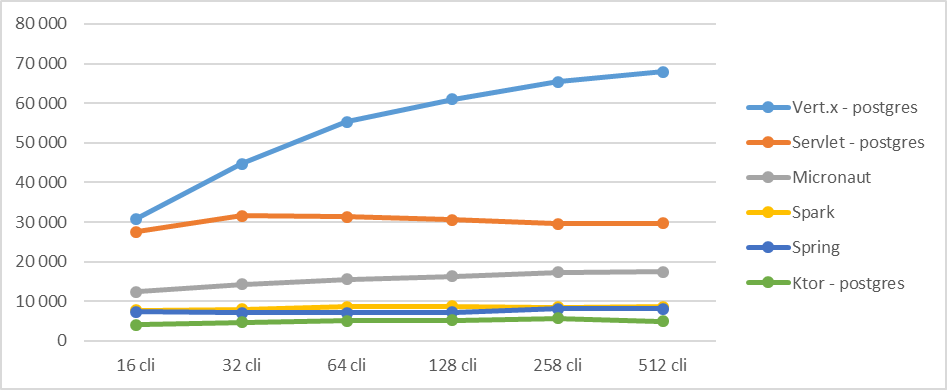 80 000
70 000
60 000
50 000
40 000
30 000
20 000
10 000
0
16 cli
32 cli
64 cli
128 cli
258 cli
512 cli
Vert.x - postgres
Servlet - postgres
Micronaut
Spark
Spring
Ktor - postgres